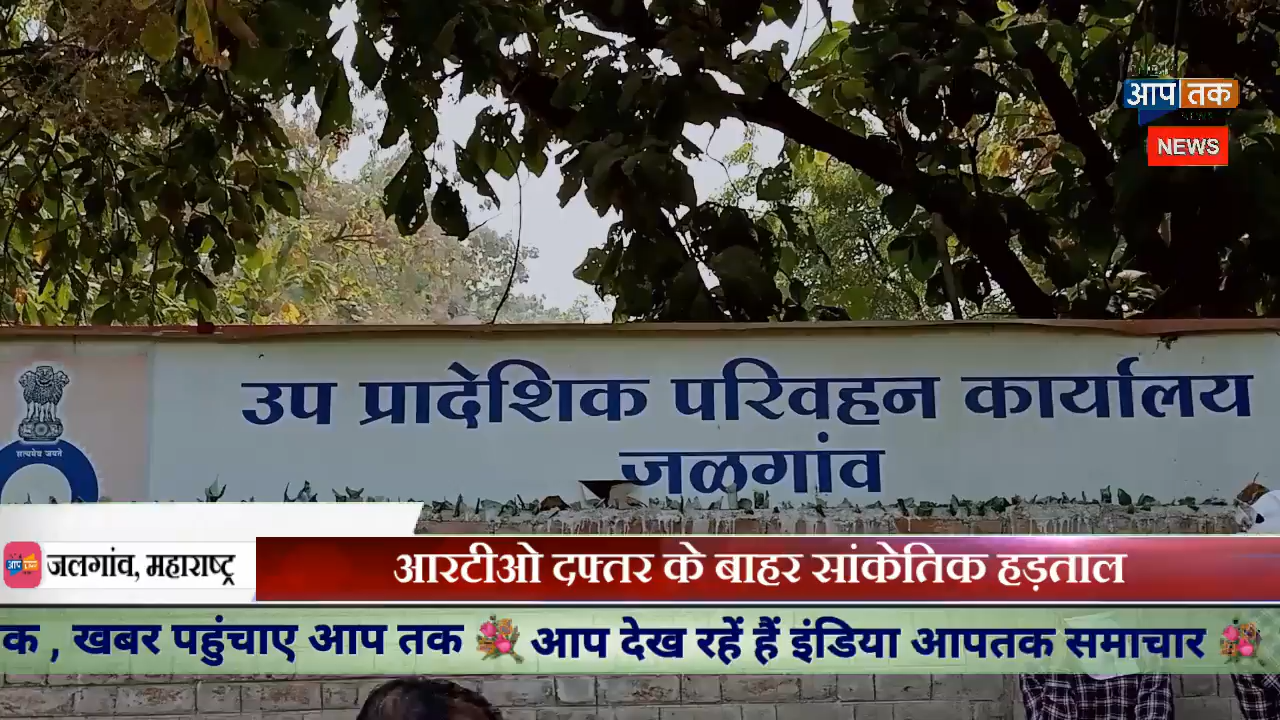 आप तक
NEWS
सत्यमेव जयते
उप प्रादेशिक परिवहन कार्यालय
जळगांव
जलगांव, महाराष्ट्र
आरटीओ दफ्तर के बाहर सांकेतिक हड़ताल
क , खबर पहुंचाए आप तक 💐 आप देख रहें हैं इंडिया आपतक समाचार 💐